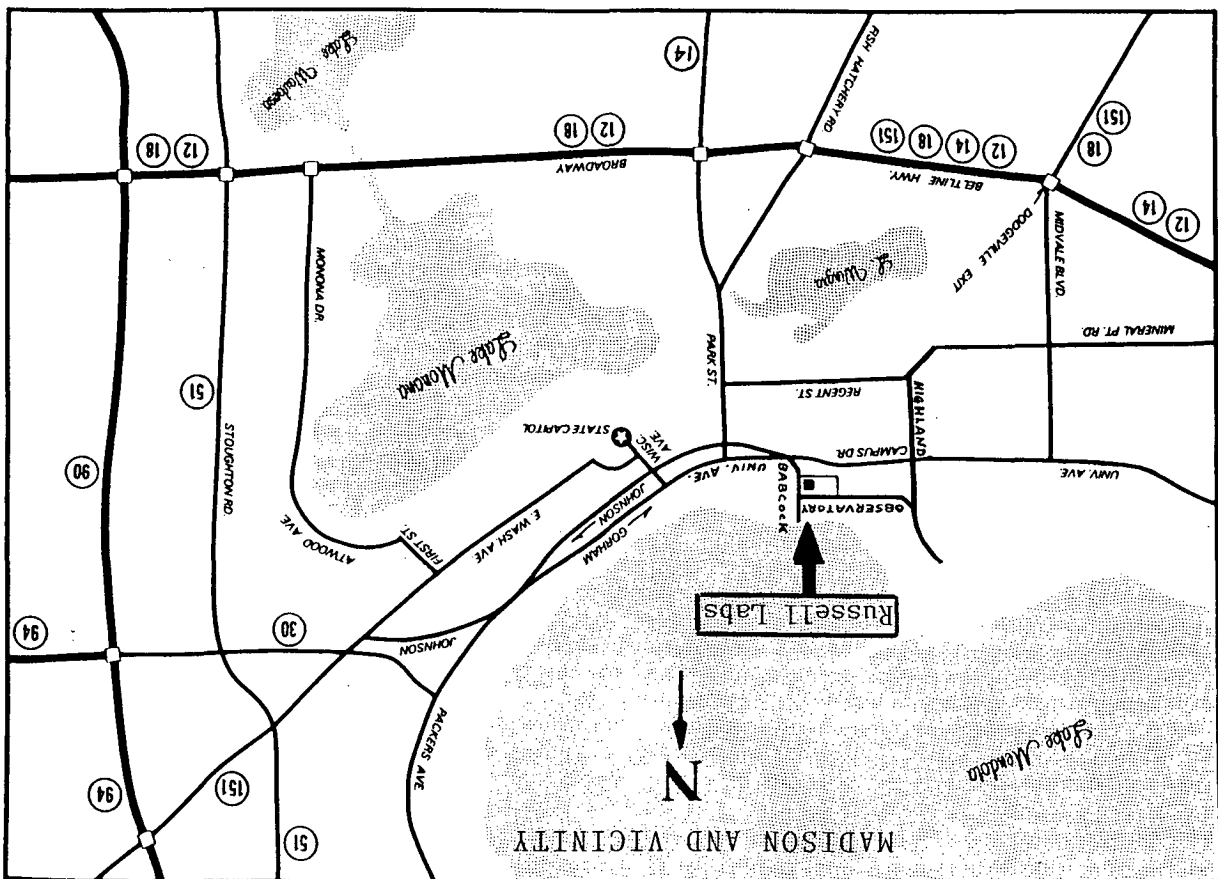 MADISON AND VICINITY
N
51
151
94
Lake Mendota
PACKERS AVE
Russell Labs
JOHNSON
30
94
OBSERVATORY
BABCOCK
GORHAM
JOHNSON
E. WASH AVE
FIRST ST.
ATWOOD AVE.
UNIV. AVE
CAMPUS DR.
UNIV. AVE.
WISC.
AVE.
STATE CAPITOL
HIGHLAND
STOUGHTON RD.
90
REGENT ST.
51
MINERAL PT. RD.
PARK ST.
Lake Monona
MIDVALE BLVD.
DODGEVILLE EXIT
L. Wingra
MONONA DR.
12
14
BELTLINE HWY.
12
14
18
151
BROADWAY
12
18
12
18
18
151
FISH HATCHERY RD.
14
Lake
Waubesa